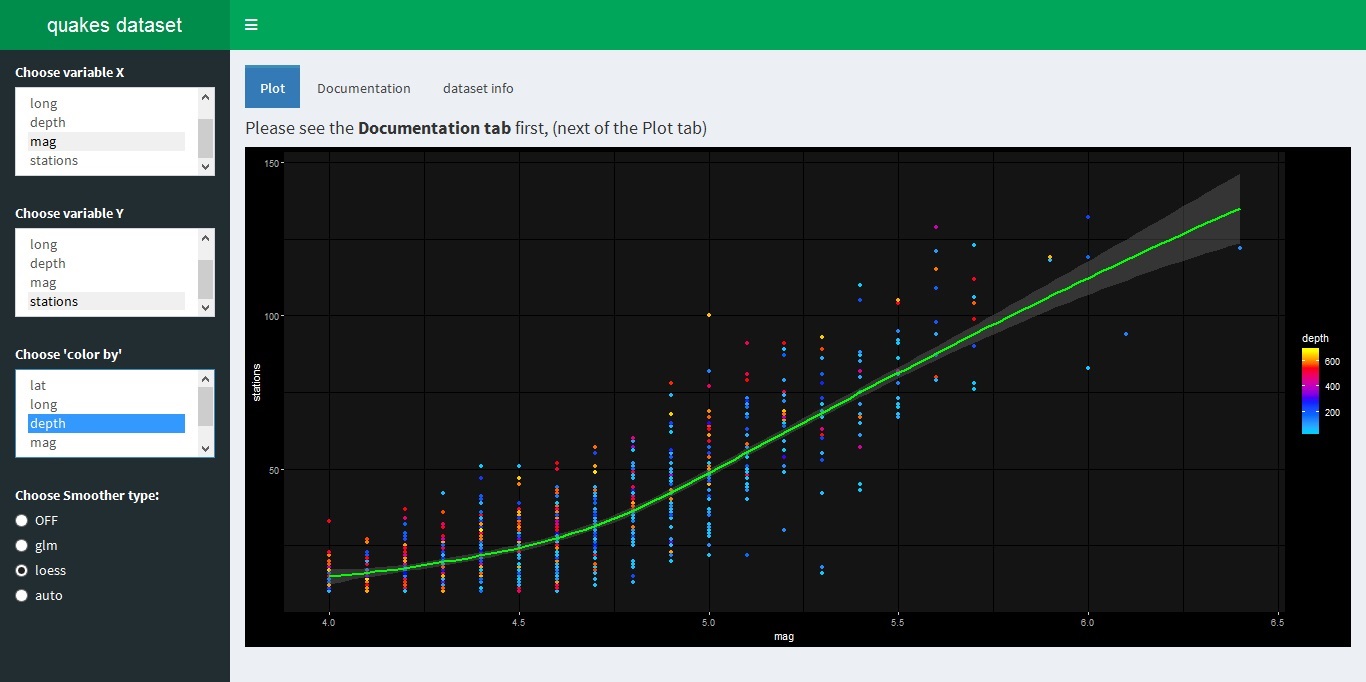 quakes dataset
Choose variable X
long
depth
mag
stations
Choose variable Y
long
depth
mag
stations
Choose 'color by'
lat
long
depth
mag
Choose Smoother type:
OFF
glm
loess
auto
Plot Documentation dataset info
Please see the Documentation tab first, (next of the Plot tab)
150
100
50
stations
4.0 4.5 5.0 5.5 6.0 6.5
mag
depth
600
400
200